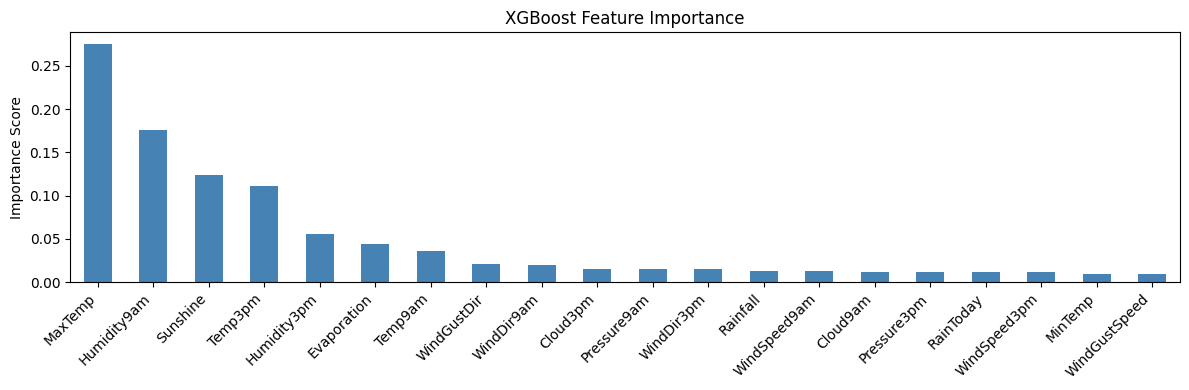 XGBoost Feature Importance
Importance Score
0.25
0.20
0.15
0.10
0.05
0.00
MaxTemp
Humidity9am
Sunshine
Temp3pm
Humidity3pm
Evaporation
Temp9am
WindGustDir
WindDir9am
Cloud3pm
Pressure9am
WindDir3pm
Rainfall
WindSpeed9am
Cloud9am
Pressure3pm
RainToday
WindSpeed3pm
MinTemp
WindGustSpeed